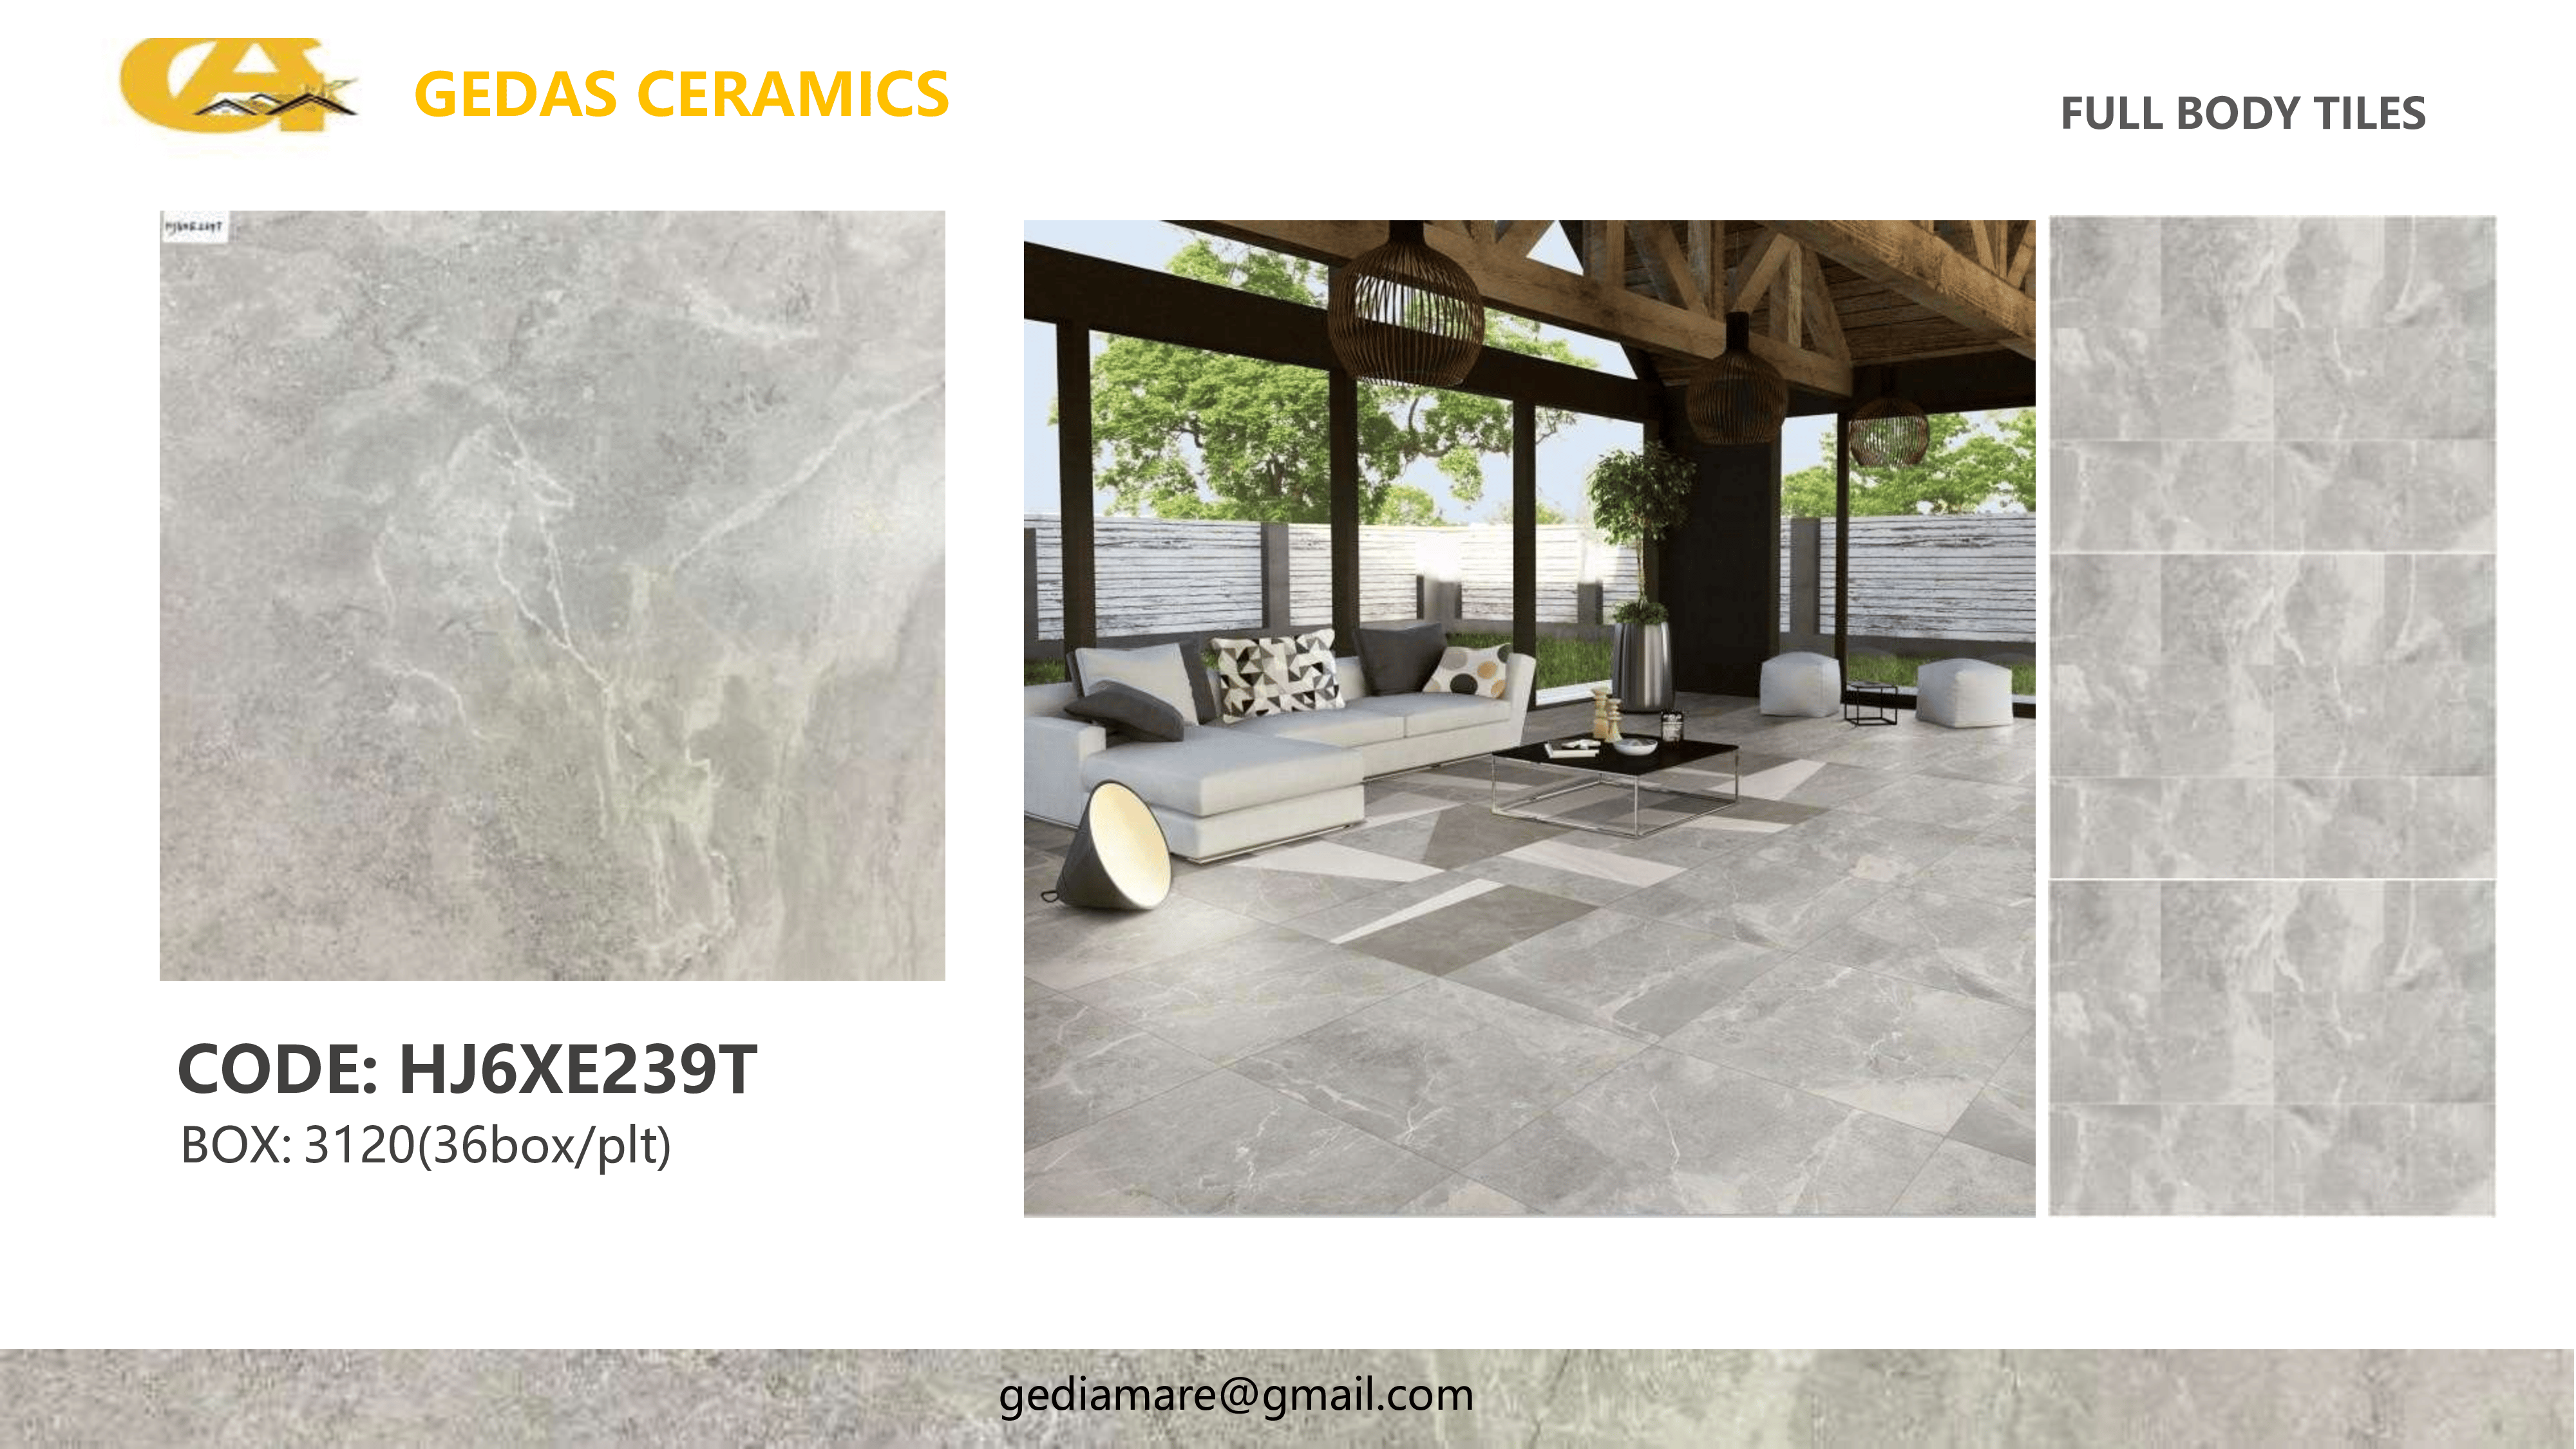 GEDAS CERAMICS
FULL BODY TILES
CODE: HJ6XE239T
BOX: 3120(36box/plt)
gediamare@gmail.com